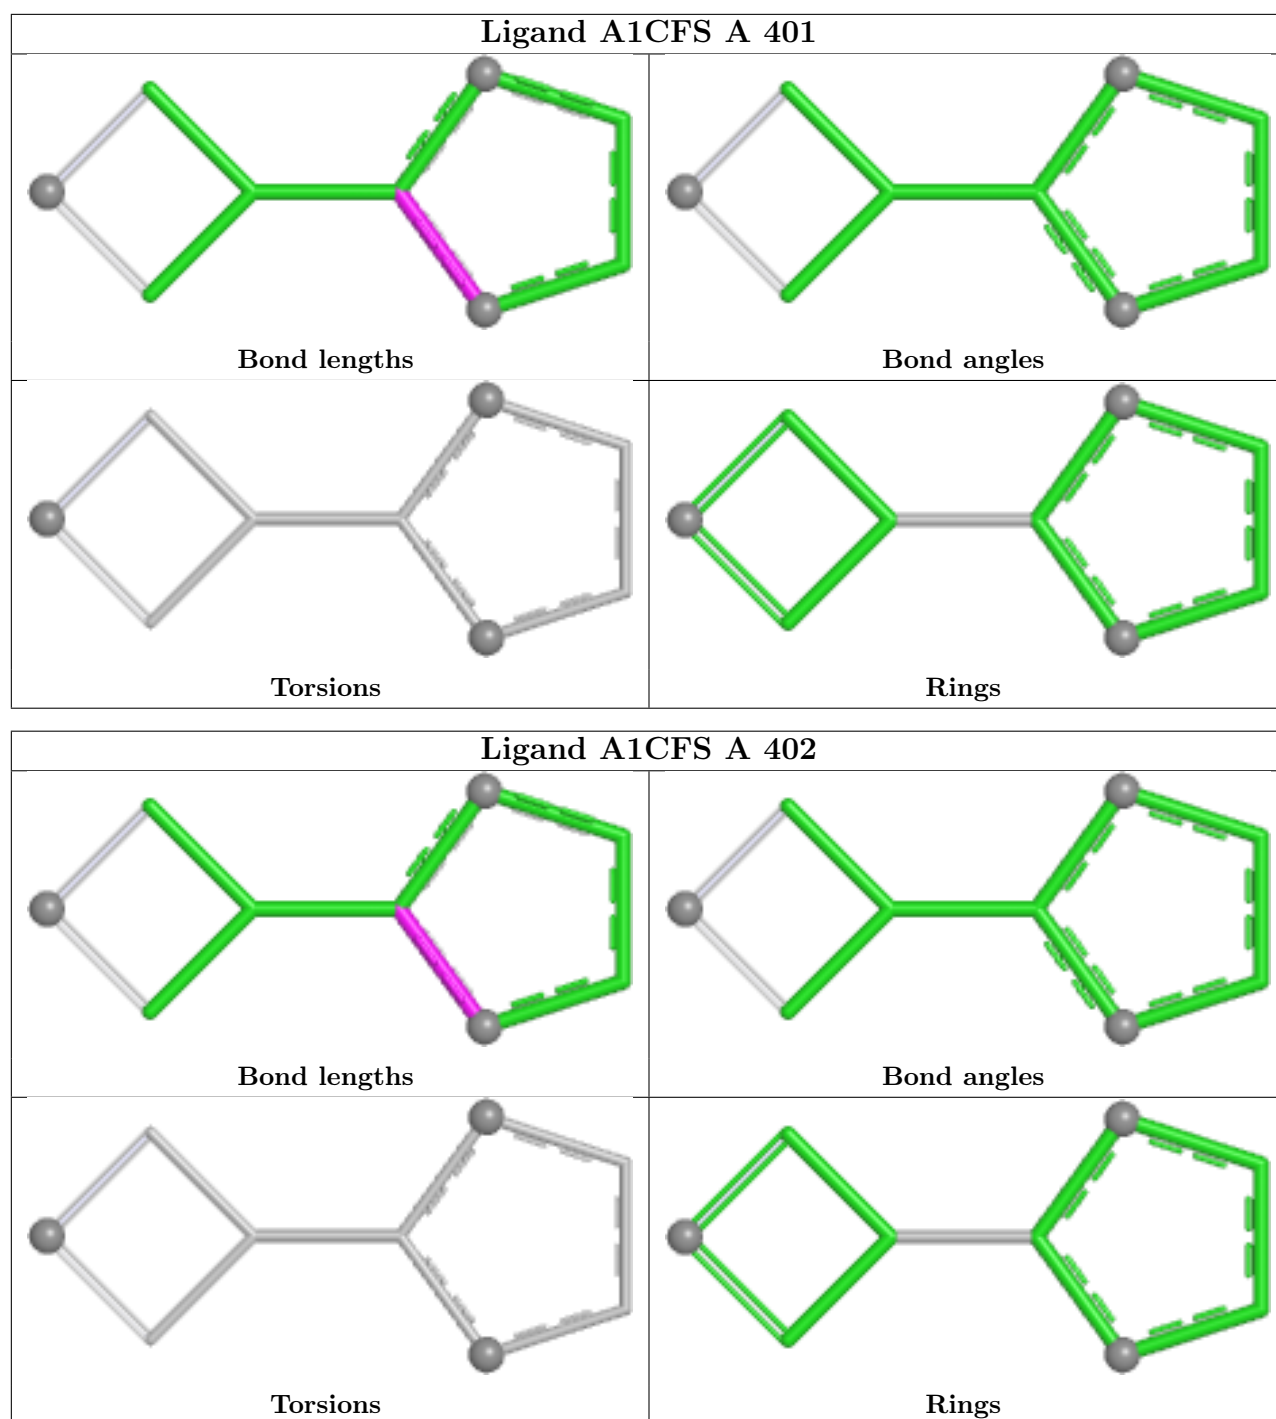 Ligand A1CFS A 401
Bond lengths
Bond angles
Torsions
Rings
Ligand A1CFS A 402
Bond lengths
Bond angles
Torsions
Rings